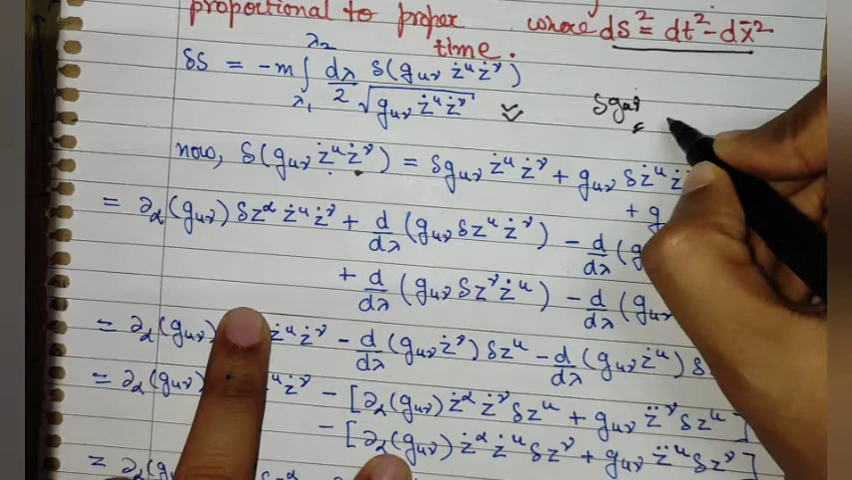 proportional to proper where ds² = dt² - dx̄²
time.
δS = -m ∫_{λ₁}^{λ₂} dλ/2 δ(g_{μν} ż^μ ż^ν) / √(g_{μν} ż^μ ż^ν)
δg_{μν}
now, δ(g_{μν} ż^μ ż^ν) = δg_{μν} ż^μ ż^ν + g_{μν} δż^μ
+ g
= ∂_α(g_{μν}) δz^α ż^μ ż^ν + d/dλ (g_{μν} δz^μ ż^ν) - d/dλ (g
+ d/dλ (g_{μν} δz^ν ż^μ) - d/dλ (g_{μν}
= ∂_α(g_{μν}) ż^μ ż^ν - d/dλ (g_{μν} ż^ν) δz^μ - d/dλ (g_{μν} ż^μ) δ
= ∂_α(g_{μν}) ż^ν - [∂_α(g_{μν}) ż^α ż^ν δz^μ + g_{μν} z̈^ν δz^μ]
- [∂_α(g_{μν}) ż^α ż^μ δz^ν + g_{μν} z̈^μ δz^ν]
= ∂_α(g